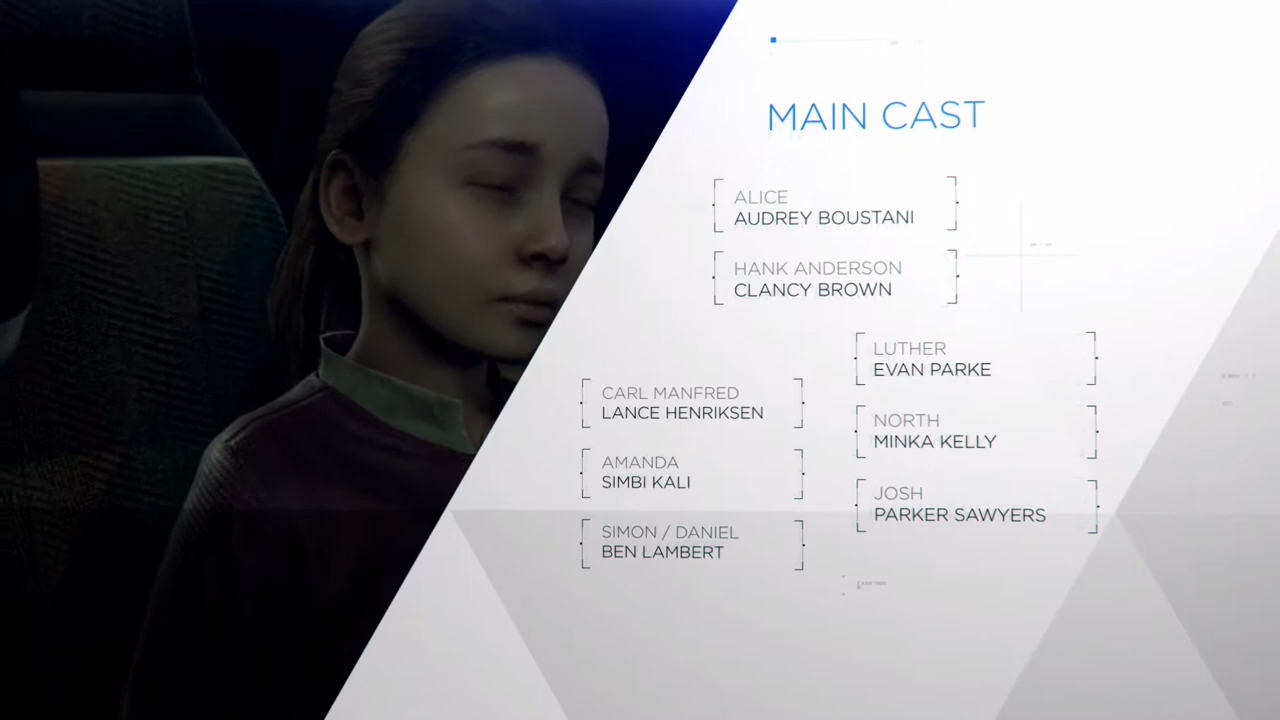 MAIN CAST
ALICE
AUDREY BOUSTANI
HANK ANDERSON
CLANCY BROWN
CARL MANFRED
LANCE HENRIKSEN
AMANDA
SIMBI KALI
SIMON / DANIEL
BEN LAMBERT
LUTHER
EVAN PARKE
NORTH
MINKA KELLY
JOSH
PARKER SAWYERS